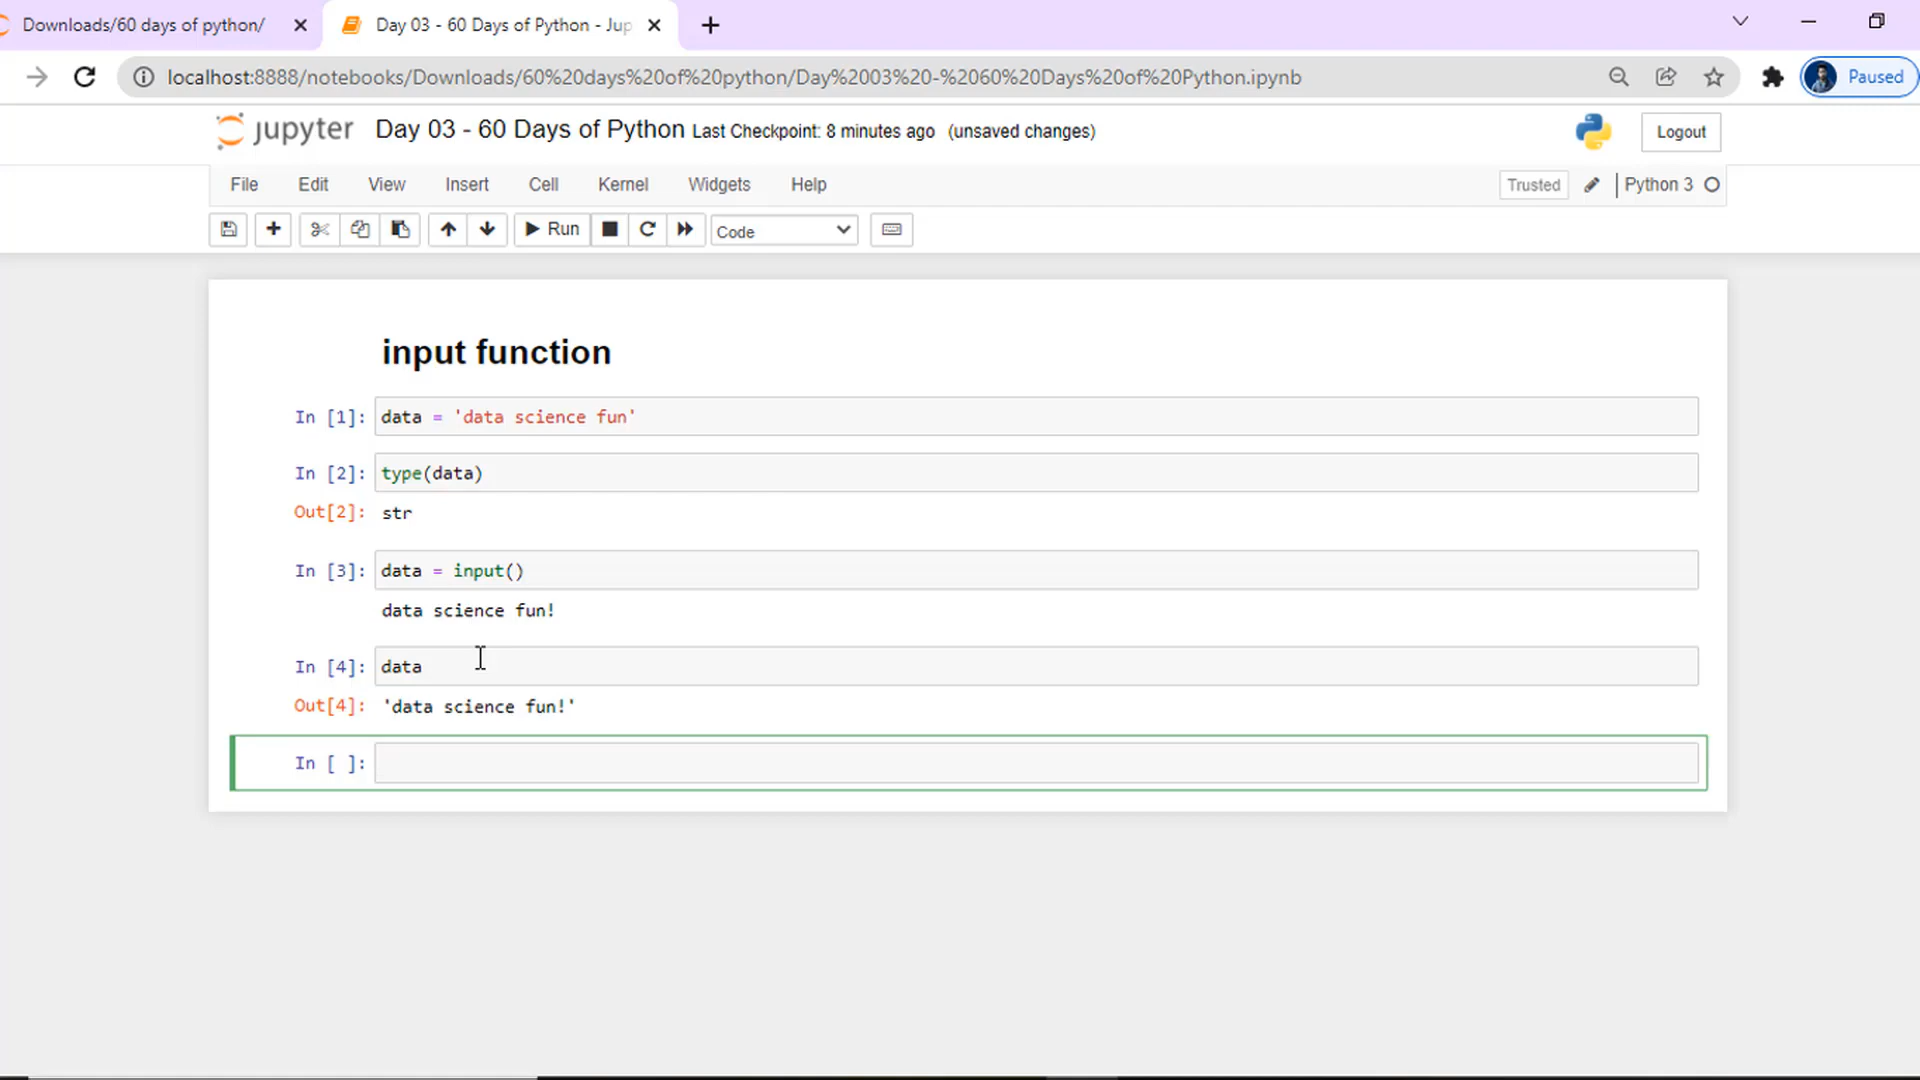 Downloads/60 days of python/
Day 03 - 60 Days of Python - Jup
localhost:8888/notebooks/Downloads/60%20days%20of%20python/Day%2003%20-%2060%20Days%20of%20Python.ipynb
Paused
jupyter Day 03 - 60 Days of Python Last Checkpoint: 8 minutes ago (unsaved changes)
Logout
File Edit View Insert Cell Kernel Widgets Help
Trusted Python 3
Run Code
input function
In [1]: data = 'data science fun'
In [2]: type(data)
Out[2]: str
In [3]: data = input()
data science fun!
In [4]: data
Out[4]: 'data science fun!'
In [ ]: